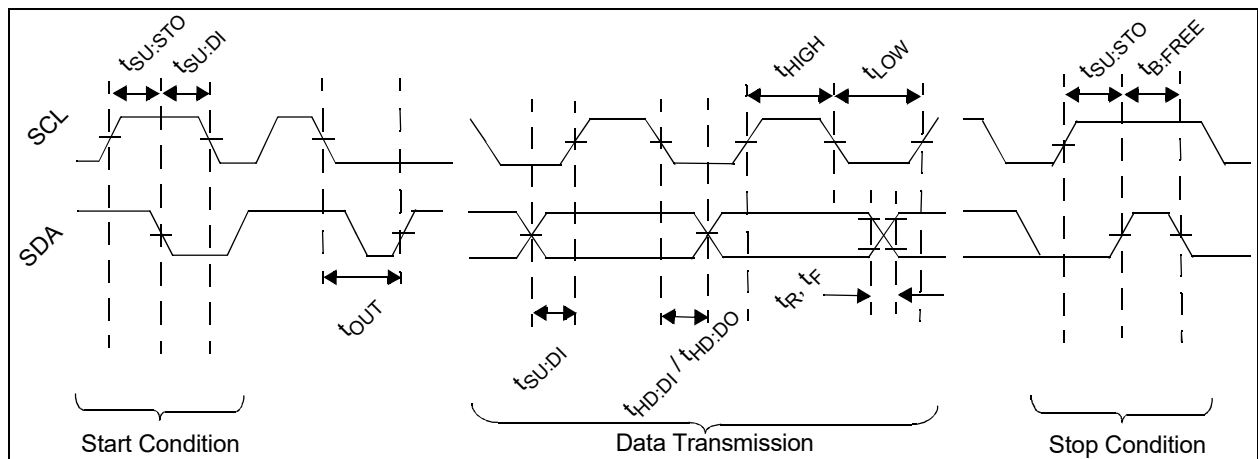 tSU:STO
tSU:DI
SCL
SDA
tOUT
tHIGH
tLOW
tSU:DI
tHD:DI / tHD:DO
tR, tF
tSU:STO
tB:FREE
Start Condition
Data Transmission
Stop Condition